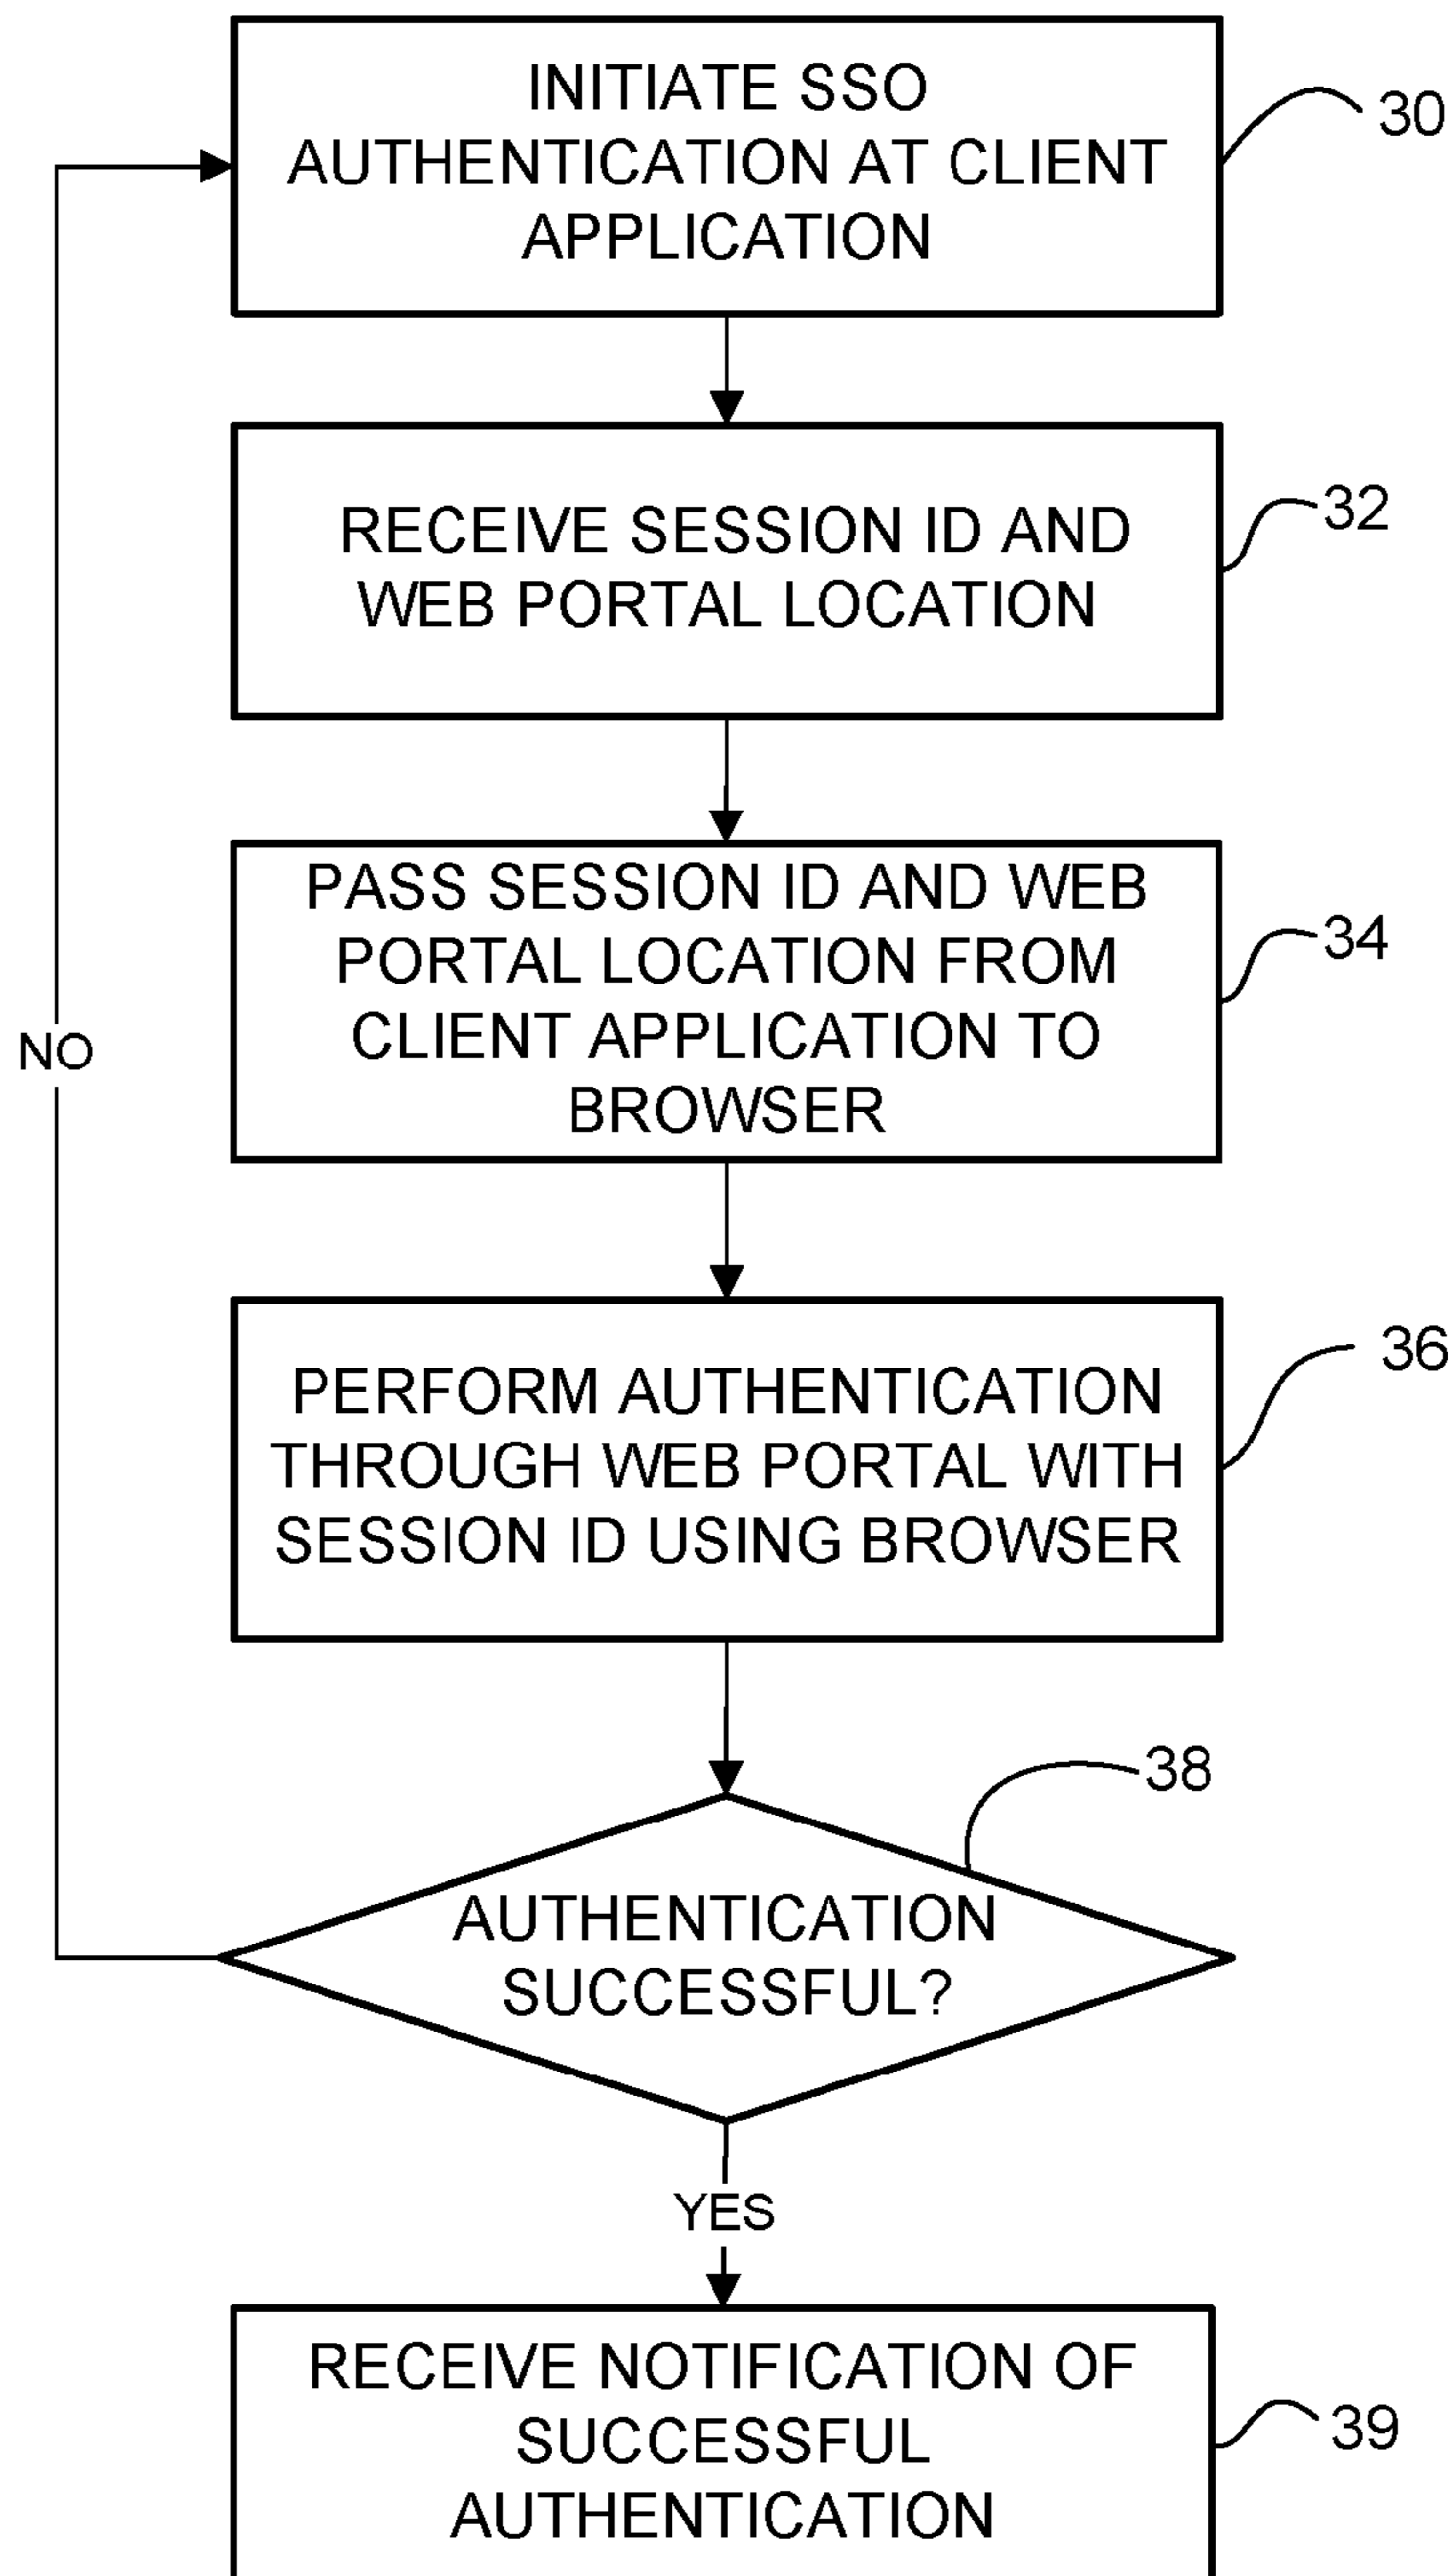 INITIATE SSO
AUTHENTICATION AT CLIENT
APPLICATION
30
RECEIVE SESSION ID AND
WEB PORTAL LOCATION
32
PASS SESSION ID AND WEB
PORTAL LOCATION FROM
CLIENT APPLICATION TO
BROWSER
34
NO
PERFORM AUTHENTICATION
THROUGH WEB PORTAL WITH
SESSION ID USING BROWSER
36
38
AUTHENTICATION
SUCCESSFUL?
YES
RECEIVE NOTIFICATION OF
SUCCESSFUL
AUTHENTICATION
39